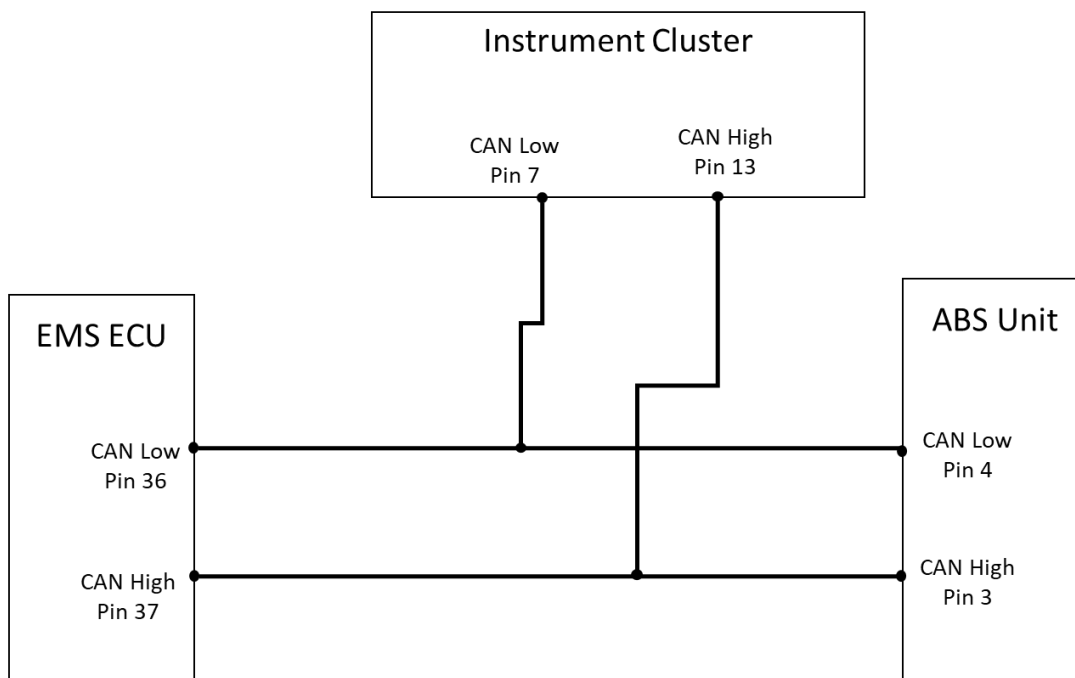 Instrument Cluster
CAN Low
Pin 7
CAN High
Pin 13
EMS ECU
CAN Low
Pin 36
CAN High
Pin 37
ABS Unit
CAN Low
Pin 4
CAN High
Pin 3